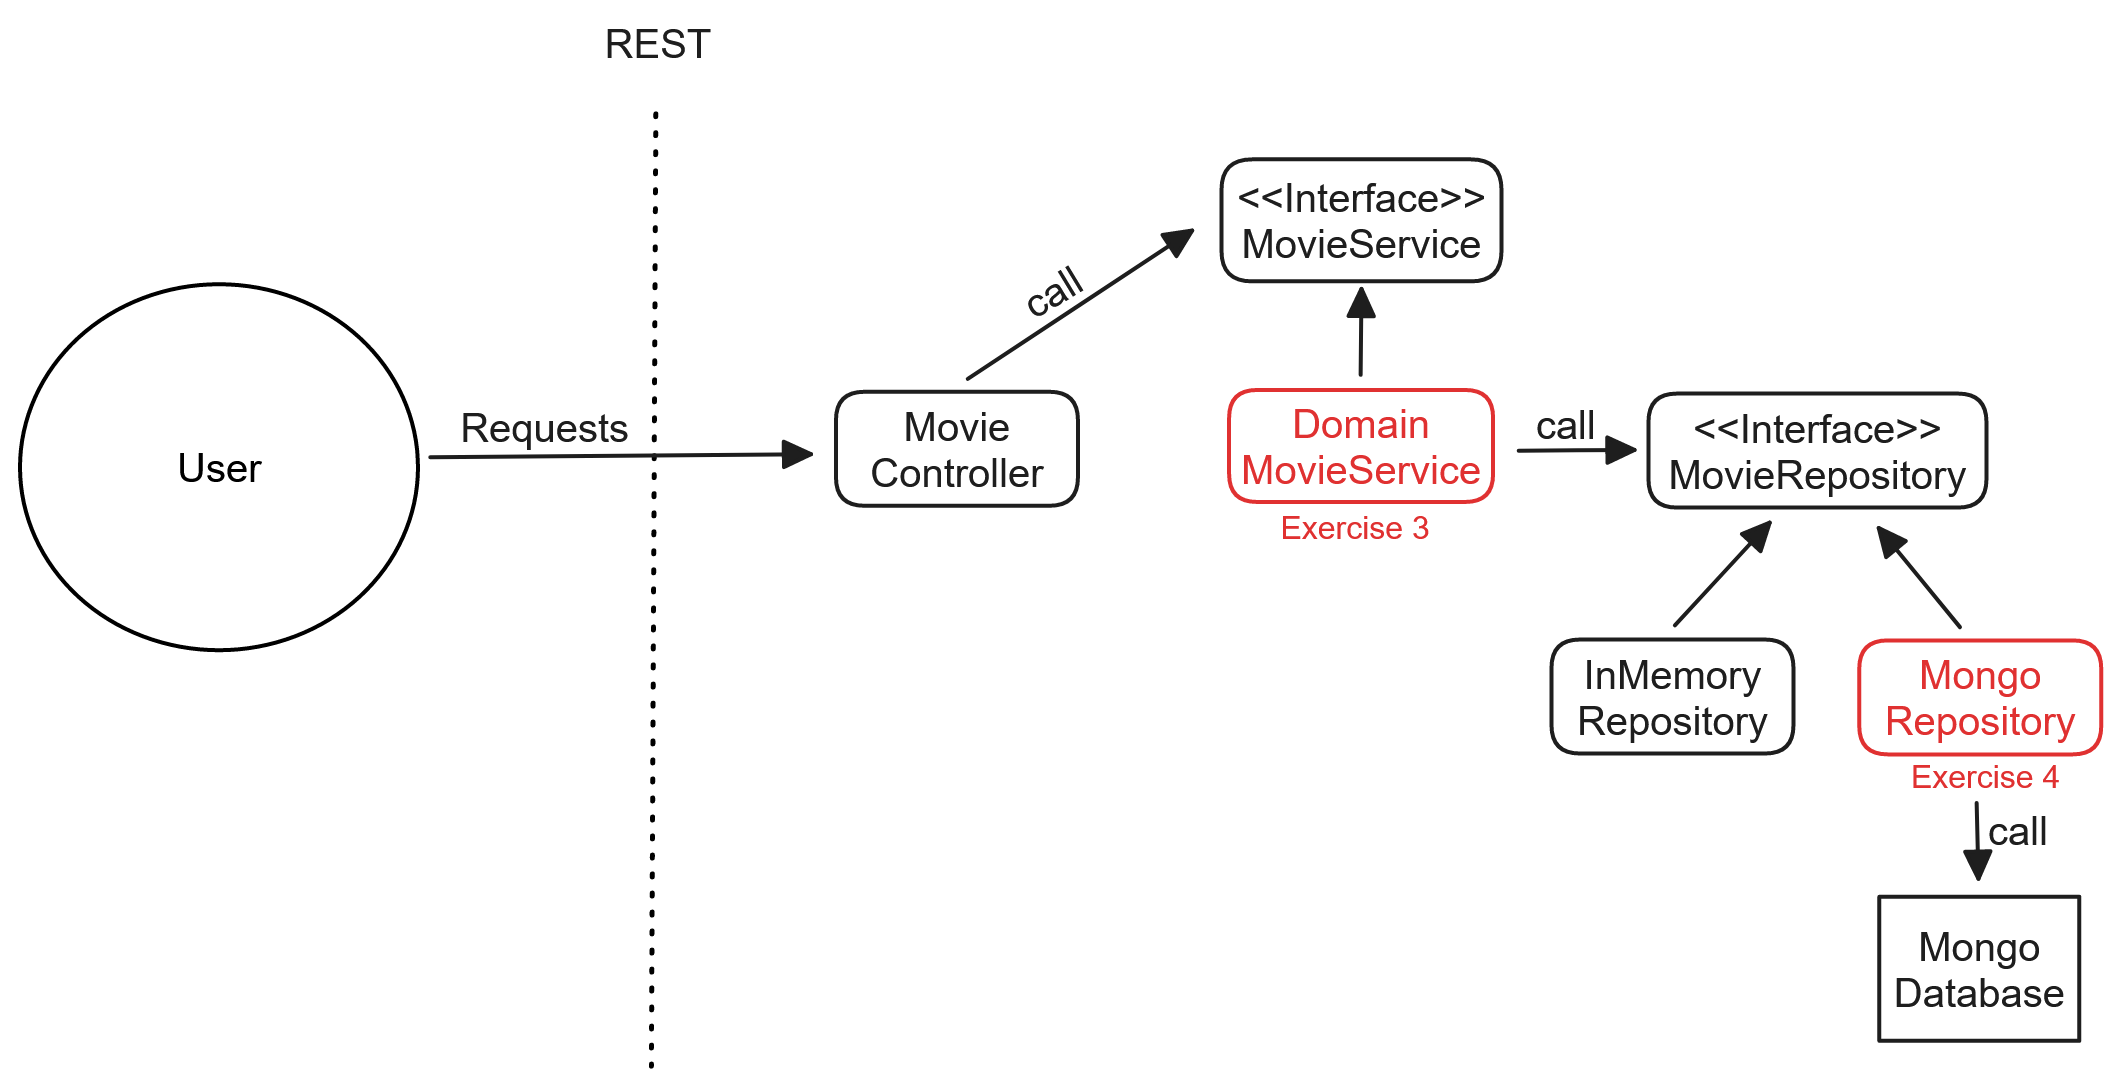 REST
User
Requests
Movie
Controller
call
<<Interface>>
MovieService
Domain
MovieService
Exercise 3
call
<<Interface>>
MovieRepository
InMemory
Repository
Mongo
Repository
Exercise 4
call
Mongo
Database